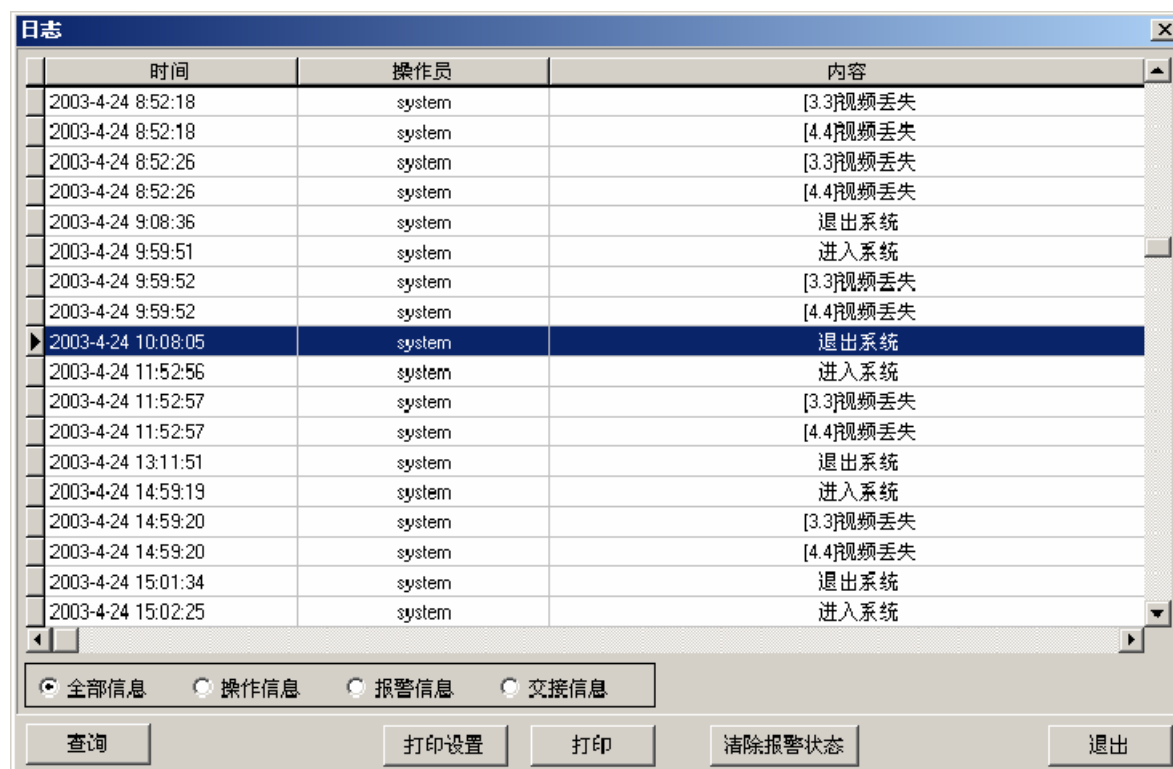 日志
时间 操作员 内容
2003-4-24 8:52:18 system [3.3]视频丢失
2003-4-24 8:52:18 system [4.4]视频丢失
2003-4-24 8:52:26 system [3.3]视频丢失
2003-4-24 8:52:26 system [4.4]视频丢失
2003-4-24 9:08:36 system 退出系统
2003-4-24 9:59:51 system 进入系统
2003-4-24 9:59:52 system [3.3]视频丢失
2003-4-24 9:59:52 system [4.4]视频丢失
2003-4-24 10:08:05 system 退出系统
2003-4-24 11:52:56 system 进入系统
2003-4-24 11:52:57 system [3.3]视频丢失
2003-4-24 11:52:57 system [4.4]视频丢失
2003-4-24 13:11:51 system 退出系统
2003-4-24 14:59:19 system 进入系统
2003-4-24 14:59:20 system [3.3]视频丢失
2003-4-24 14:59:20 system [4.4]视频丢失
2003-4-24 15:01:34 system 退出系统
2003-4-24 15:02:25 system 进入系统
全部信息 操作信息 报警信息 交接信息
查询 打印设置 打印 清除报警状态 退出